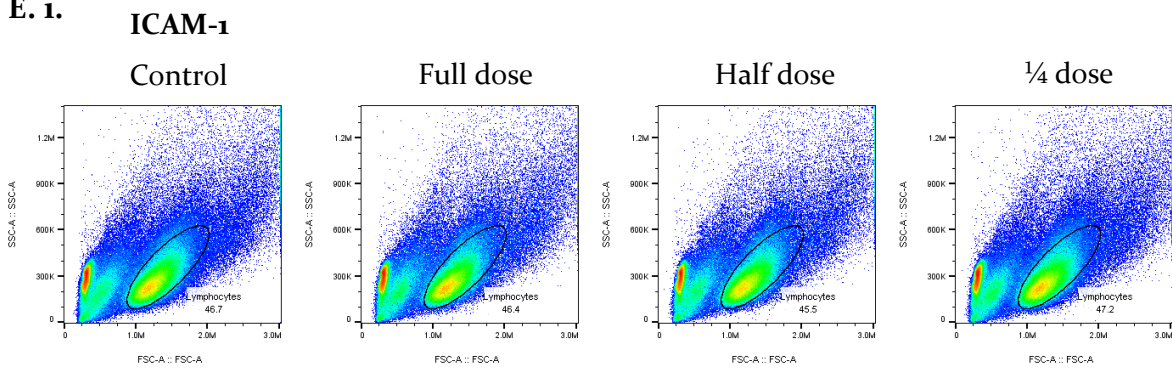 E. 1.
ICAM-1
Control
Full dose
Half dose
¼ dose
SSC-A :: SSC-A
1.2M
900K
600K
300K
0
Lymphocytes
46.7
0
1.0M
2.0M
3.0M
FSC-A :: FSC-A
SSC-A :: SSC-A
1.2M
900K
600K
300K
0
Lymphocytes
46.4
0
1.0M
2.0M
3.0M
FSC-A :: FSC-A
SSC-A :: SSC-A
1.2M
900K
600K
300K
0
Lymphocytes
45.5
0
1.0M
2.0M
3.0M
FSC-A :: FSC-A
SSC-A :: SSC-A
1.2M
900K
600K
300K
0
Lymphocytes
47.2
0
1.0M
2.0M
3.0M
FSC-A :: FSC-A